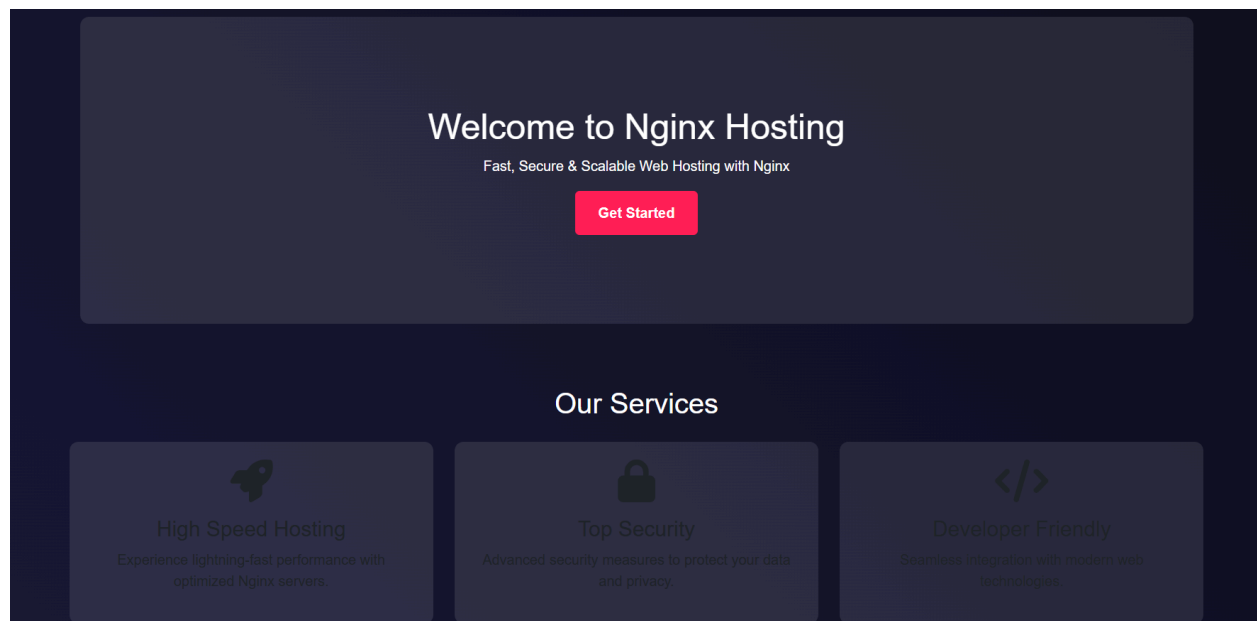 Welcome to Nginx Hosting
Fast, Secure & Scalable Web Hosting with Nginx
Get Started
Our Services
High Speed Hosting
Experience lightning-fast performance with
optimized Nginx servers.
Top Security
Advanced security measures to protect your data
and privacy.
Developer Friendly
Seamless integration with modern web
technologies.